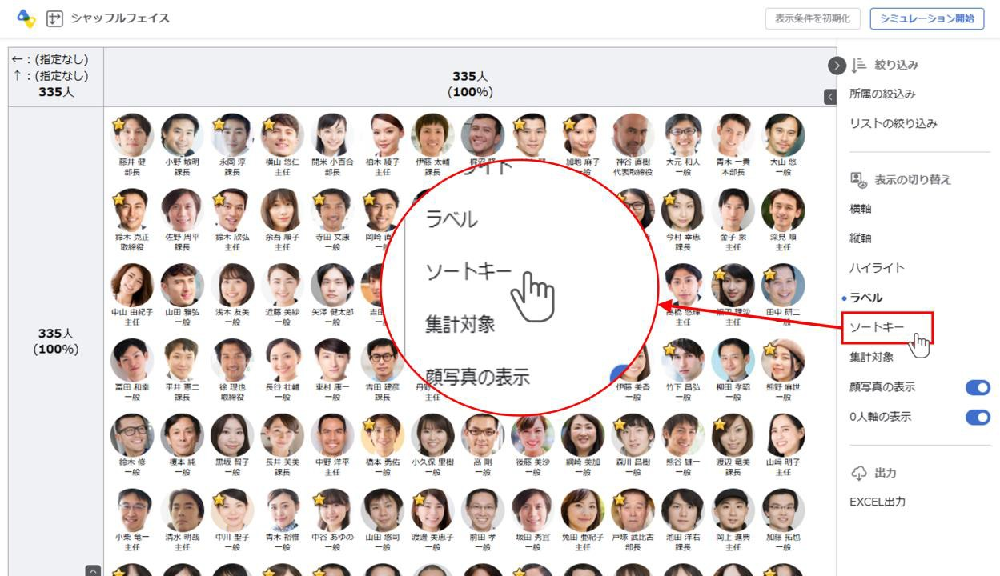 シャッフルフェイス
表示条件を初期化
シミュレーション開始
←：(指定なし)
↑：(指定なし)
335人
335人
(100%)
335人
(100%)
藤井 健 小野 敏明 永岡 淳 横山 悠仁 開米 小百合 柏木 綾子 伊藤 太輔 梶沼 加地 麻子 神谷 直樹 大元 和人 青木 一貴 大山 悠
部長 課長 課長 主任 部長 主任 課長 一般 代表取締役 一般 本部長 一般
鈴木 克正 佐野 周平 鈴木 欣弘 余吾 順子 寺田 文康 岡崎 今村 幸恵 金子 衆 深見 順
取締役 課長 主任 主任 一般 一般 課長 主任 主任
中山 由紀子 山田 雅弘 浅木 友美 近藤 美紗 矢澤 健太郎 吉田 高橋 悠輝 福田 理沙 田中 研二
主任 一般 一般 一般 一般 主任 主任 一般
冨田 和幸 平井 憲二 徐 理也 長谷 壮輔 東村 康一 吉田 建彦 丹野 伊藤 美香 竹下 昌弘 柳田 孝昭 熊野 麻世
一般 課長 取締役 一般 一般 課長 主任 一般 一般 一般 一般
鈴木 修 榎本 純 黒坂 智子 長井 芙美 中野 洋平 橋本 勇佑 小久保 里樹 高 剛 後藤 美沙 綱崎 美加 森川 昌樹 熊谷 雄一 渡辺 竜美 山崎 明子
一般 一般 一般 課長 主任 一般 一般 一般 一般 一般 課長 一般 課長 主任
小柴 竜一 清水 明哉 中川 聖子 青木 裕惟 中谷 あゆの 山田 悠司 渡邊 美恵子 前田 孝 坂田 秀宜 免田 亜紀子 戸塚 武比古 池田 洋右 岡上 進典 加藤 拓也
主任 主任 一般 一般 一般 一般 一般 一般 一般 主任 部長 課長 主任 一般
ラベル
ソートキー
集計対象
顔写真の表示
絞り込み
所属の絞込み
リストの絞り込み
表示の切り替え
横軸
縦軸
ハイライト
ラベル
ソートキー
集計対象
顔写真の表示
0人軸の表示
出力
EXCEL出力